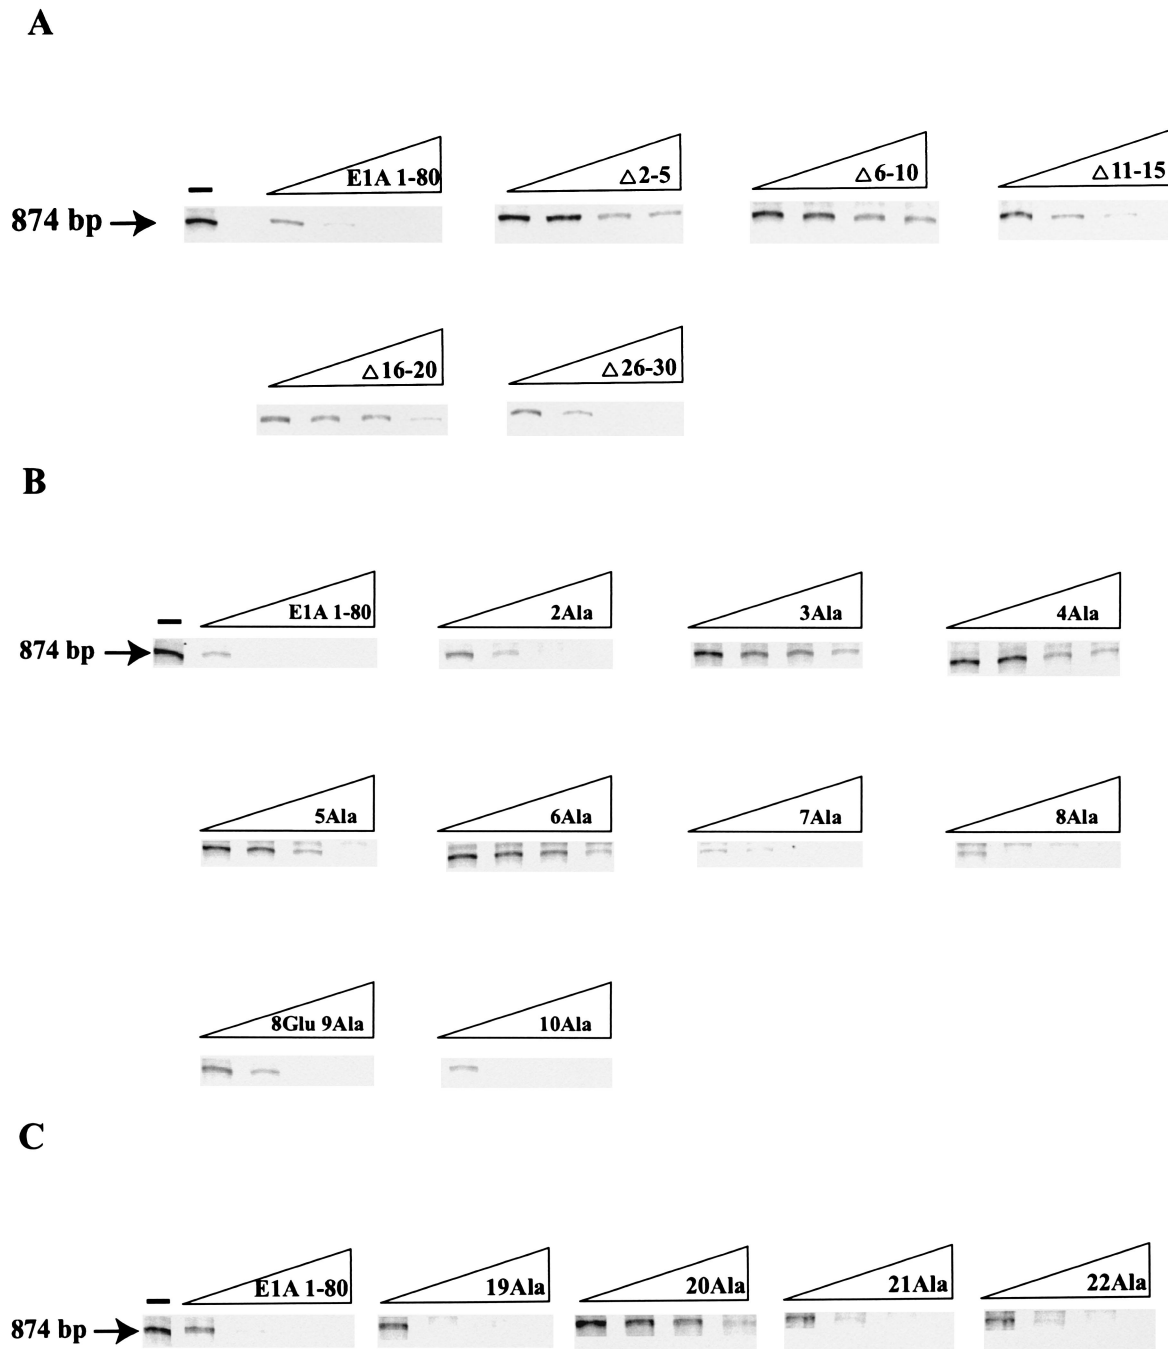 A
E1A 1-80
△2-5
△6-10
△11-15
874 bp
△16-20
△26-30
B
E1A 1-80
2Ala
3Ala
4Ala
874 bp
5Ala
6Ala
7Ala
8Ala
8Glu 9Ala
10Ala
C
E1A 1-80
19Ala
20Ala
21Ala
22Ala
874 bp